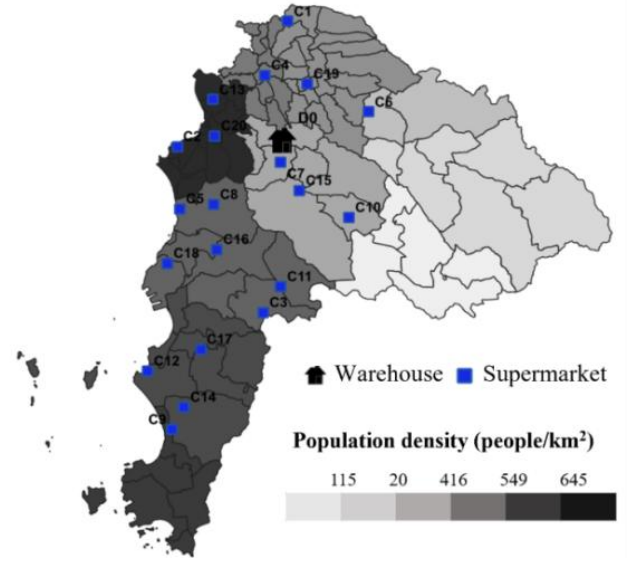 C1
C4
C19
C13
C6
D0
C20
C2
C7
C15
C5
C8
C10
C16
C18
C11
C3
C17
C12
C14
C9
Warehouse Supermarket
Population density (people/km²)
115 20 416 549 645